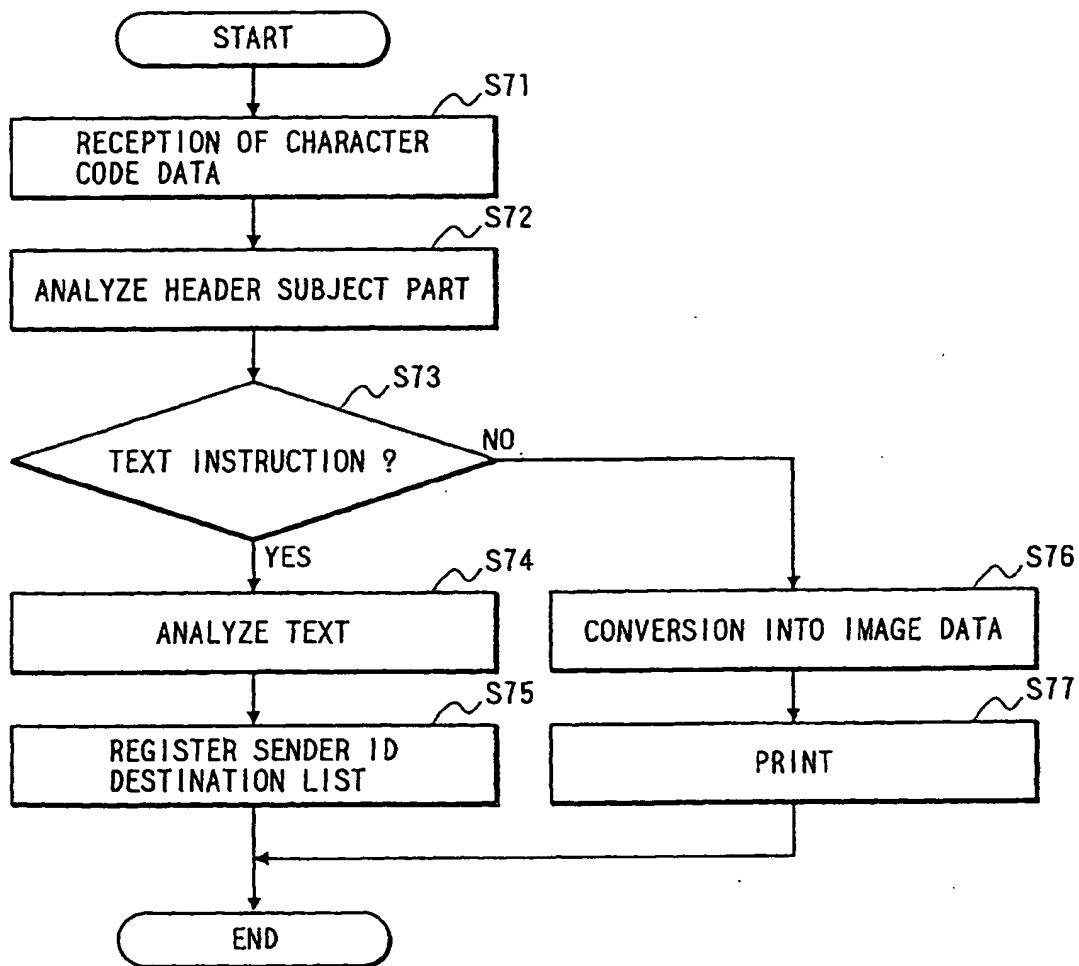 START
S71
RECEPTION OF CHARACTER
CODE DATA
S72
ANALYZE HEADER SUBJECT PART
S73
TEXT INSTRUCTION ?
NO
YES
S74
ANALYZE TEXT
S75
REGISTER SENDER ID
DESTINATION LIST
S76
CONVERSION INTO IMAGE DATA
S77
PRINT
END